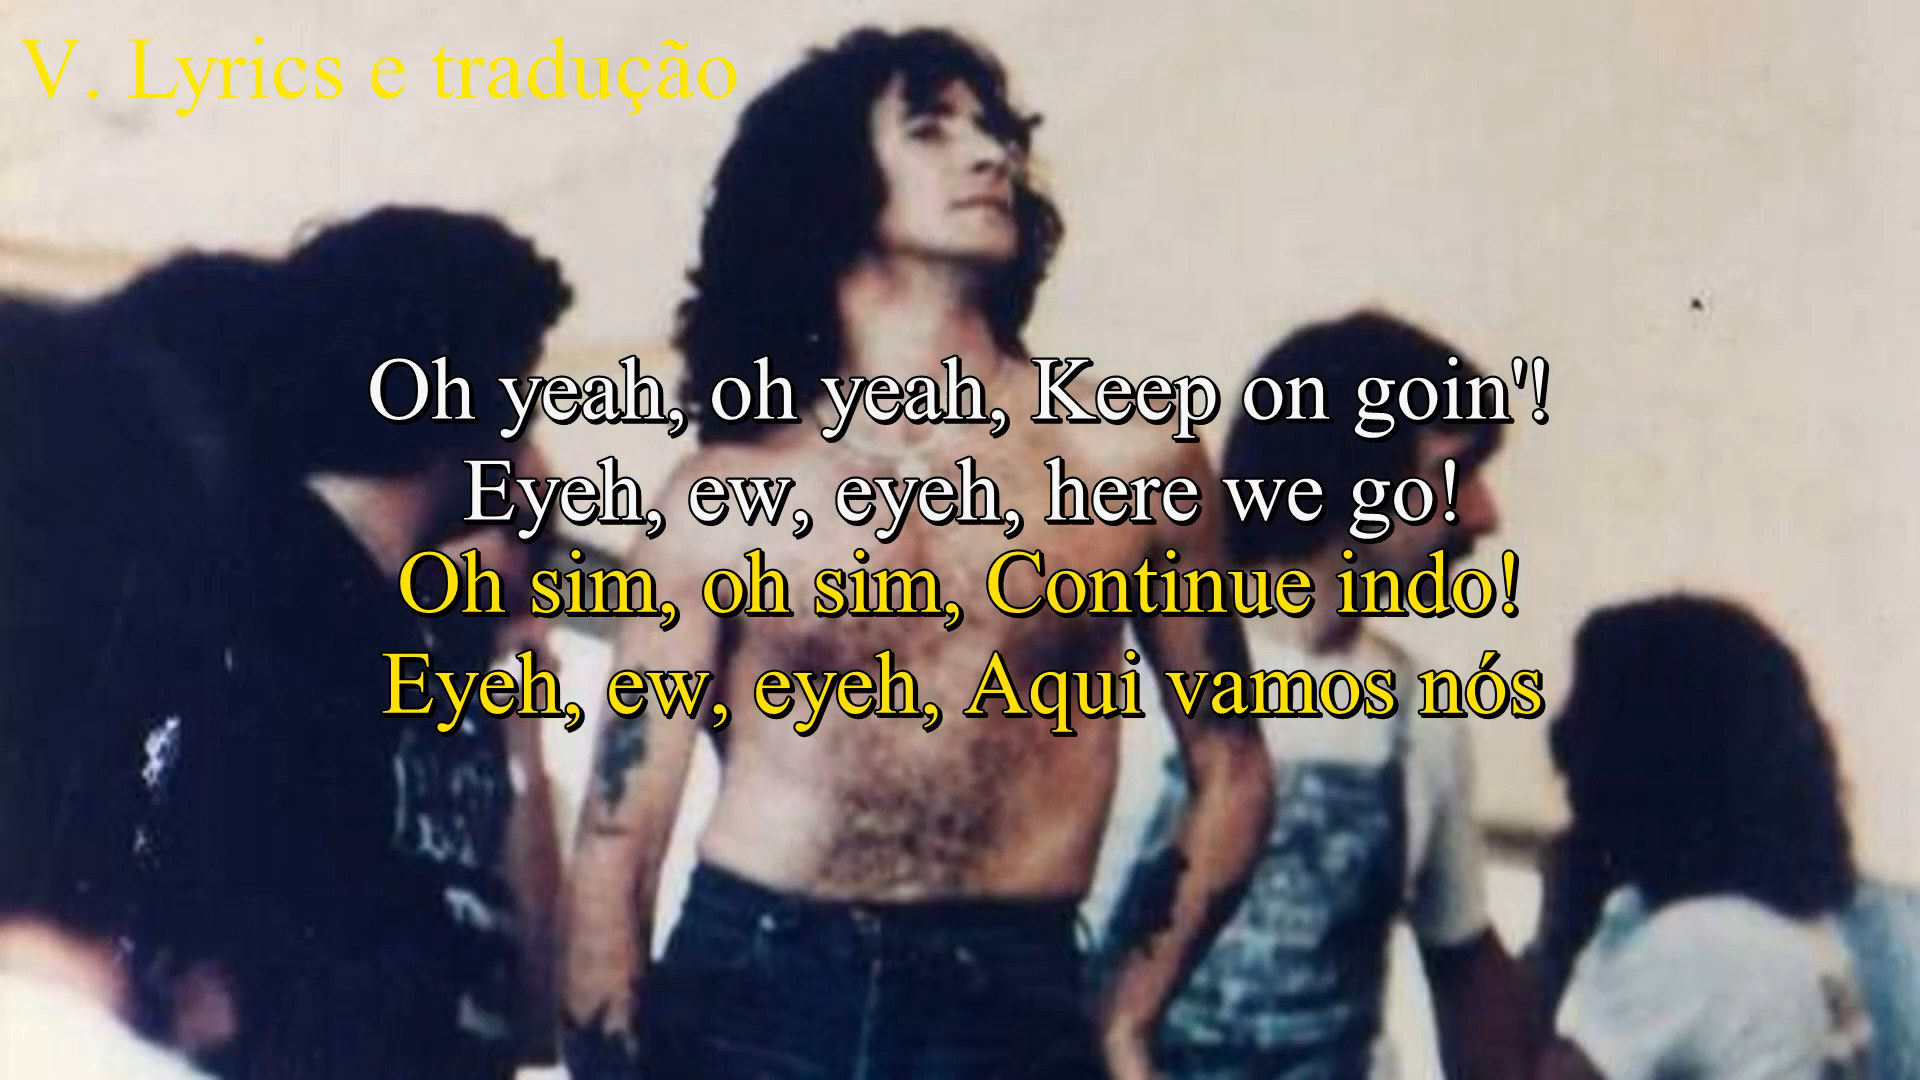 V. Lyrics e tradução
Oh yeah, oh yeah, Keep on goin'!
Eyeh, ew, eyeh, here we go!
Oh sim, oh sim, Continue indo!
Eyeh, ew, eyeh, Aqui vamos nós